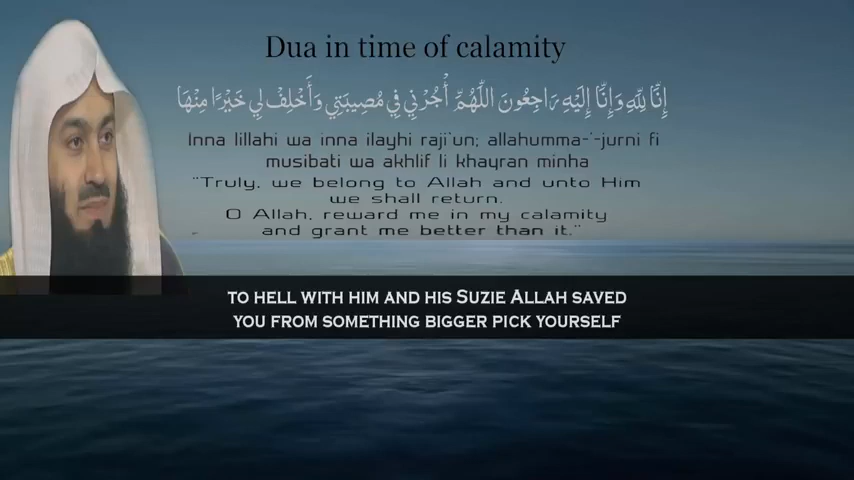 Dua in time of calamity
إِنَّا لِلَّهِ وَإِنَّا إِلَيْهِ رَاجِعُونَ اللَّهُمَّ أْجُرْنِي فِي مُصِيبَتِي وَأَخْلِفْ لِي خَيْرًا مِنْهَا
Inna lillahi wa inna ilayhi raji`un; allahumma-'-jurni fi
musibati wa akhlif li khayran minha
"Truly, we belong to Allah and unto Him
we shall return.
O Allah, reward me in my calamity
and grant me better than it."
TO HELL WITH HIM AND HIS SUZIE ALLAH SAVED
YOU FROM SOMETHING BIGGER PICK YOURSELF